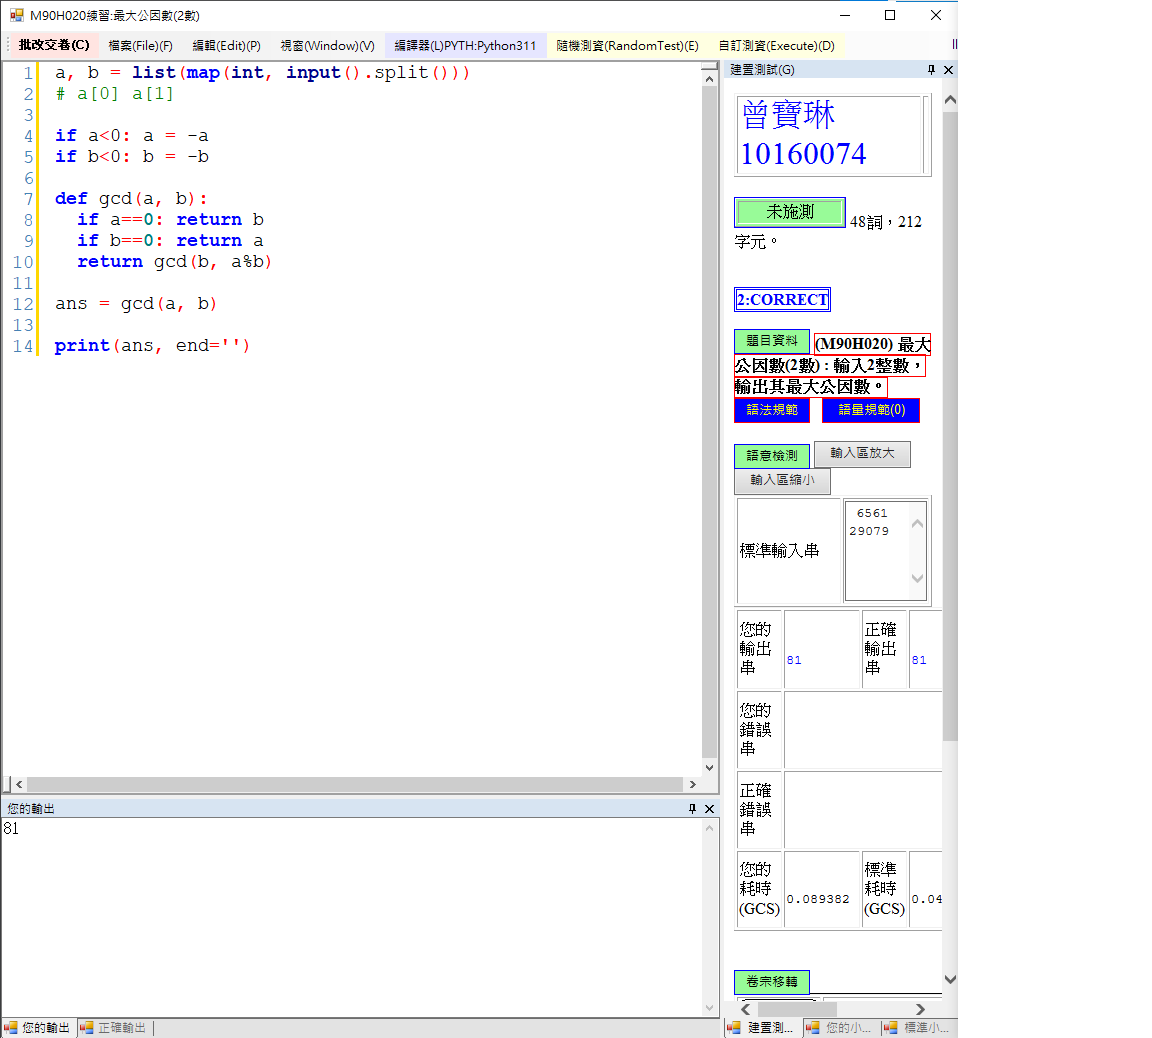 M90H020練習:最大公因數(2數)
批改交卷(C) 檔案(File)(F) 編輯(Edit)(P) 視窗(Window)(V) 編譯器(L)PYTH:Python311 隨機測資(RandomTest)(E) 自訂測資(Execute)(D)
1 a, b = list(map(int, input().split()))
2 # a[0] a[1]
3
4 if a<0: a = -a
5 if b<0: b = -b
6
7 def gcd(a, b):
8   if a==0: return b
9   if b==0: return a
10   return gcd(b, a%b)
11
12 ans = gcd(a, b)
13
14 print(ans, end='')
您的輸出
81
您的輸出 正確輸出
建置測試(G)
曾寶琳
10160074
未施測 48詞，212
字元。
2:CORRECT
題目資料 (M90H020) 最大
公因數(2數) : 輸入2整數，
輸出其最大公因數。
語法規範 語量規範(0)
語意檢測 輸入區放大
輸入區縮小
標準輸入串
6561
29079
您的輸出串 81 正確輸出串 81
您的錯誤串
正確錯誤串
您的耗時(GCS) 0.089382 標準耗時(GCS) 0.04
卷宗移轉
建置測... 您的小... 標準小...